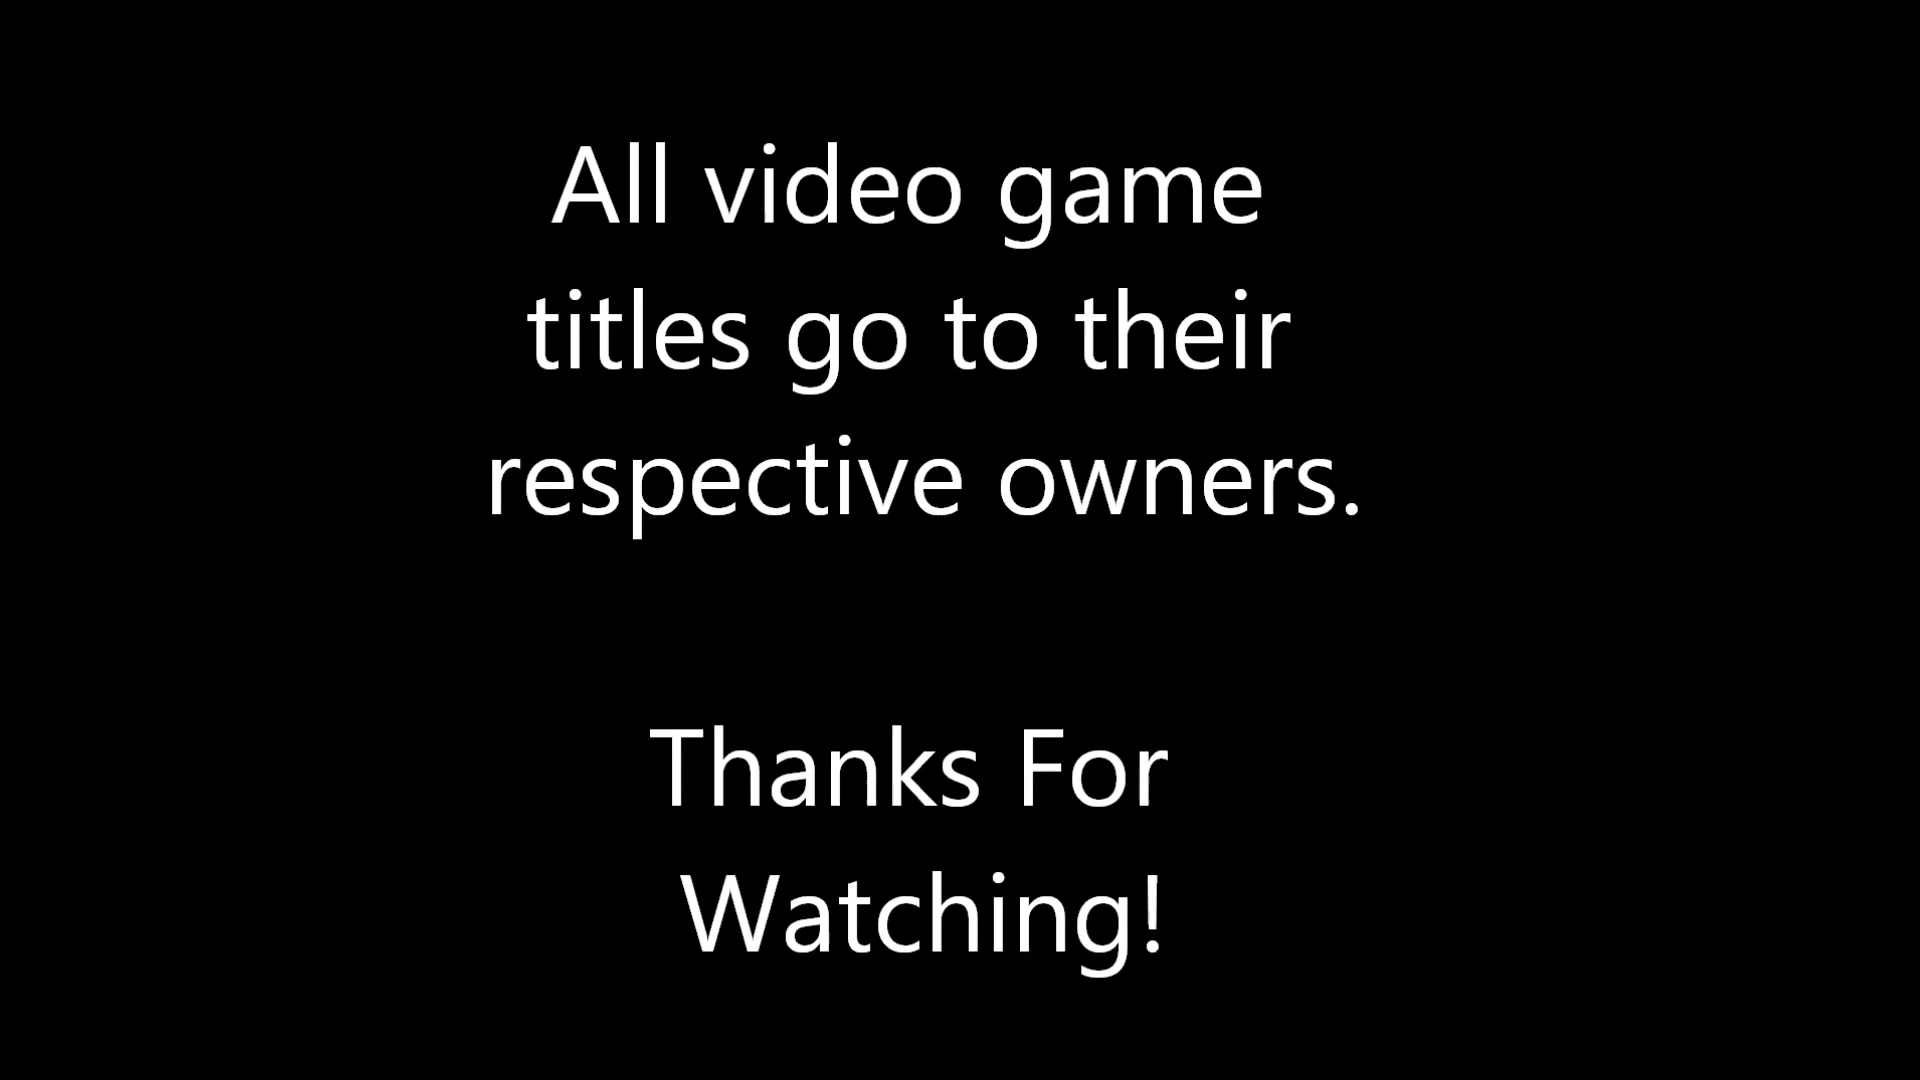 All video game
titles go to their
respective owners.
Thanks For
Watching!